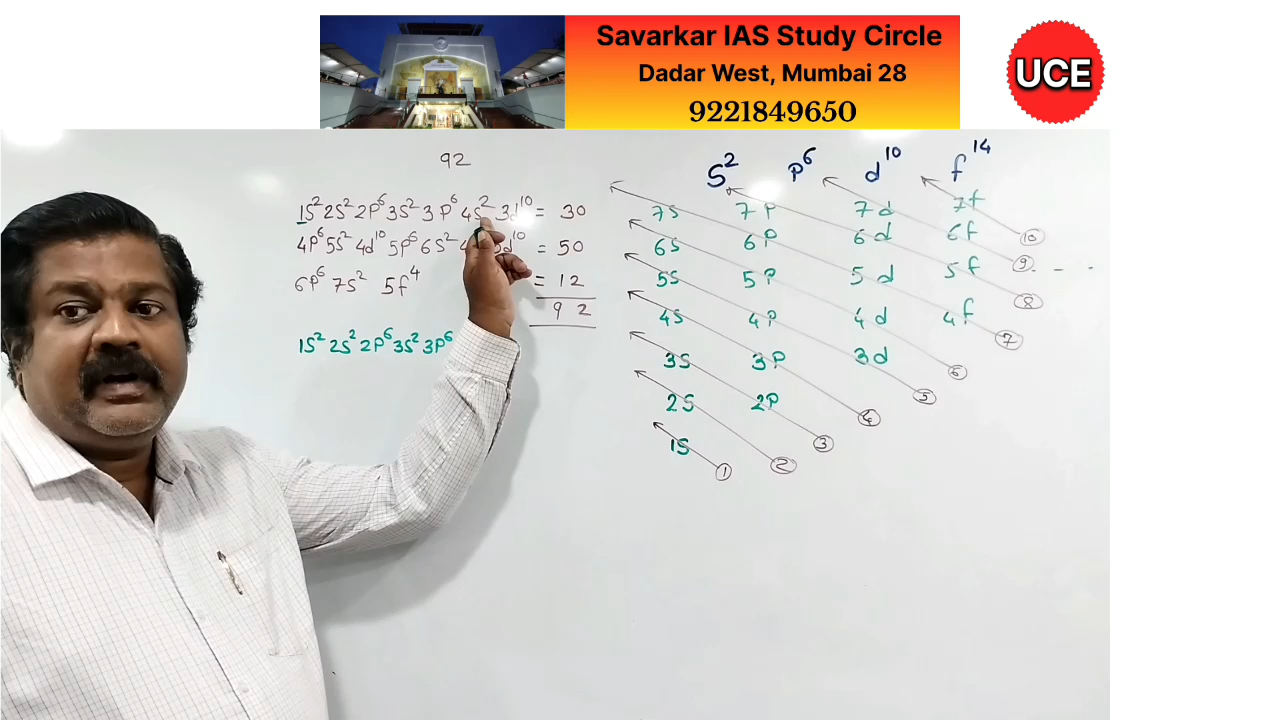 Savarkar IAS Study Circle
Dadar West, Mumbai 28
9221849650
UCE
92
1S² 2S² 2P⁶ 3S² 3P⁶ 4S² 3d¹⁰ = 30
4P⁶ 5S² 4d¹⁰ 5P⁶ 6S² 4 d¹⁰ = 50
6P⁶ 7S² 5f⁴ = 12
92
1S² 2S² 2P⁶ 3S² 3P⁶
S² P⁶ d¹⁰ f¹⁴
7S 7P 7d 7f
6S 6P 6d 6f
5S 5P 5d 5f
4S 4P 4d 4f
3S 3P 3d
2S 2P
1S
10
9 . - - .
8
7
6
5
4
3
2
1